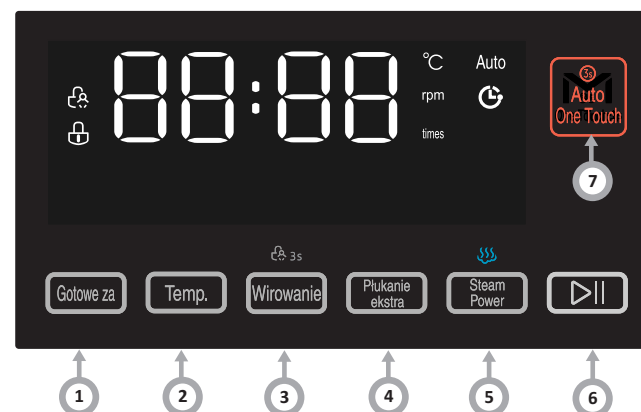 88:88
°C
Auto
rpm
times
3s
Auto
One Touch
7
3s
Gotowe za
Temp.
Wirowanie
Płukanie
ekstra
Steam
Power
1
2
3
4
5
6